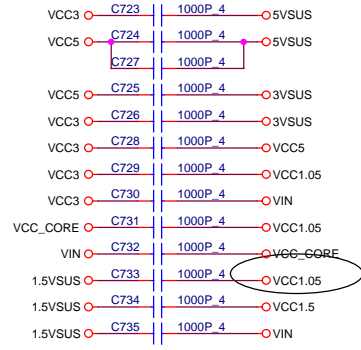 VCC3 C723 1000P_4 5VSUS
VCC5 C724 1000P_4 5VSUS
C727 1000P_4
VCC5 C725 1000P_4 3VSUS
VCC3 C726 1000P_4 3VSUS
VCC3 C728 1000P_4 VCC5
VCC3 C729 1000P_4 VCC1.05
VCC3 C730 1000P_4 VIN
VCC_CORE C731 1000P_4 VCC1.05
VIN C732 1000P_4 VCC_CORE
1.5VSUS C733 1000P_4 VCC1.05
1.5VSUS C734 1000P_4 VCC1.5
1.5VSUS C735 1000P_4 VIN